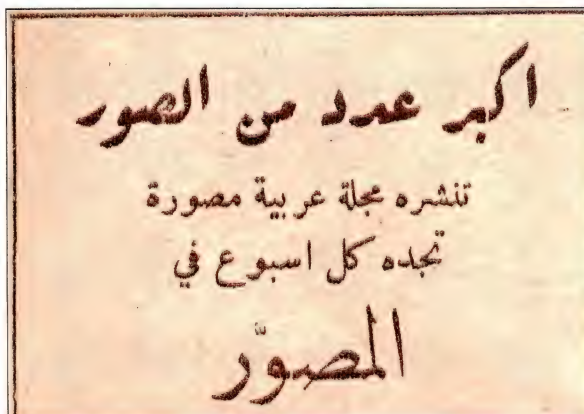 اكبر عدد من الصور
تنشره مجلة عربية مصورة
تجده كل اسبوع في
المصوّر